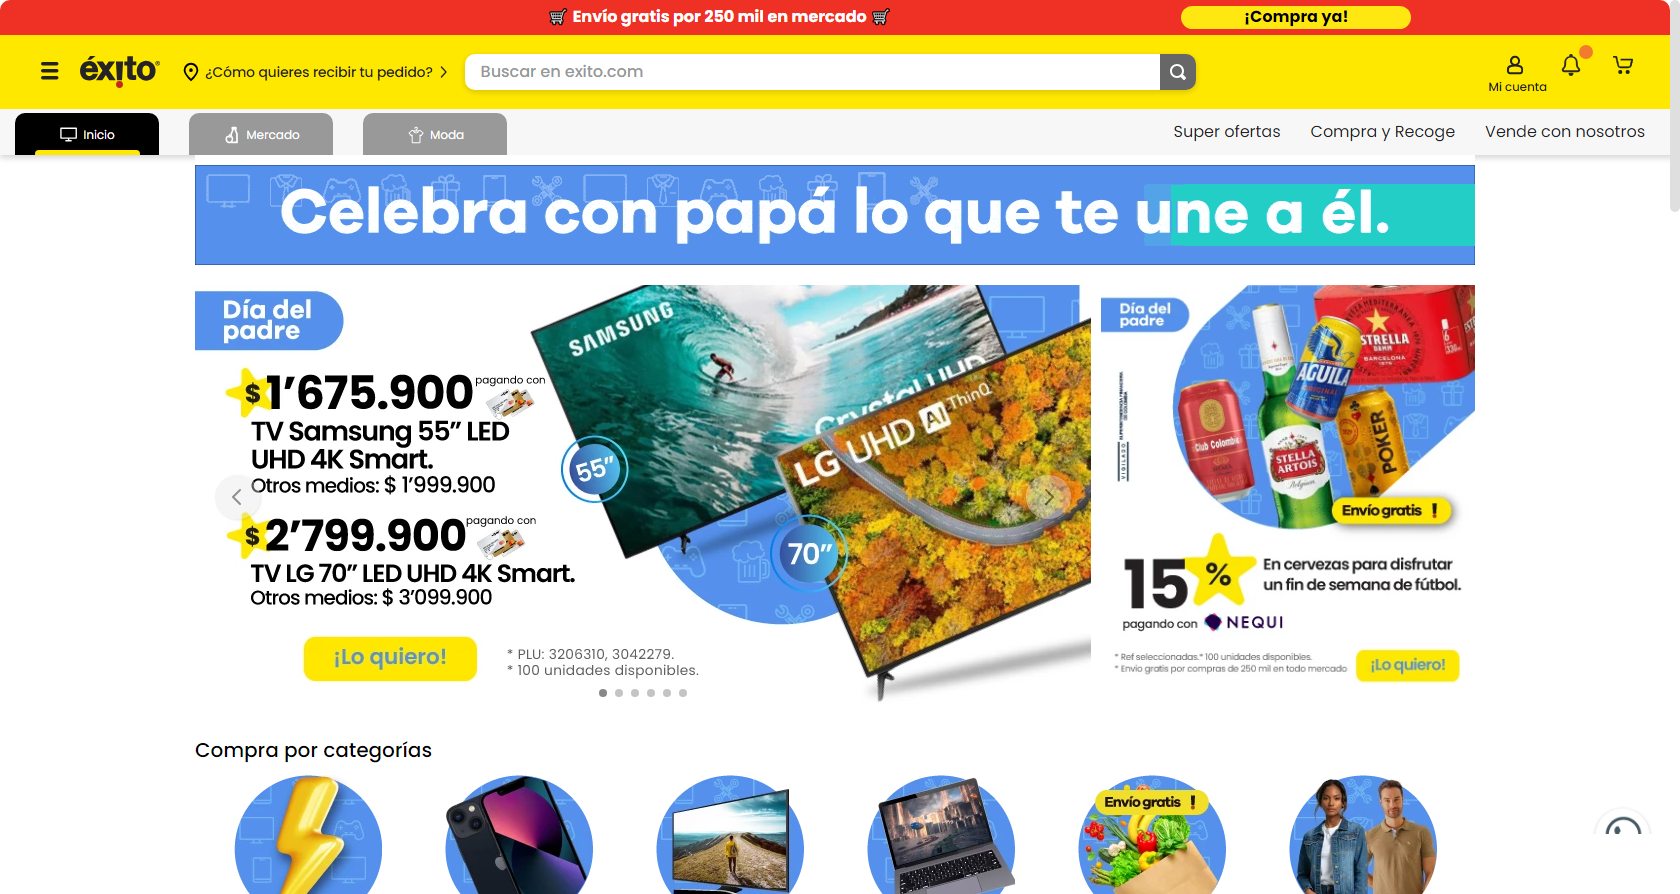 Envío gratis por 250 mil en mercado
¡Compra ya!
éxito
¿Cómo quieres recibir tu pedido?
Buscar en exito.com
Mi cuenta
Inicio
Mercado
Moda
Super ofertas
Compra y Recoge
Vende con nosotros
Celebra con papá lo que te une a él.
Día del
padre
$1’675.900
pagando con
TV Samsung 55” LED
UHD 4K Smart.
Otros medios: $ 1’999.900
$2’799.900
pagando con
TV LG 70” LED UHD 4K Smart.
Otros medios: $ 3’099.900
¡Lo quiero!
* PLU: 3206310, 3042279.
* 100 unidades disponibles.
SAMSUNG
Crystal UHD
55”
LG UHD AI ThinQ
70”
Día del
padre
VIGILADO
ESTRELLA
DAMM
BARCELONA
1876
AGUILA
ORIGINAL
Club Colombia
STELLA
ARTOIS
Belgium
POKER
Envío gratis !
15%
En cervezas para disfrutar
un fin de semana de fútbol.
pagando con NEQUI
* Ref seleccionadas.* 100 unidades disponibles.
* Envio gratis por compras de 250 mil en todo mercado
¡Lo quiero!
Compra por categorías
Envío gratis !